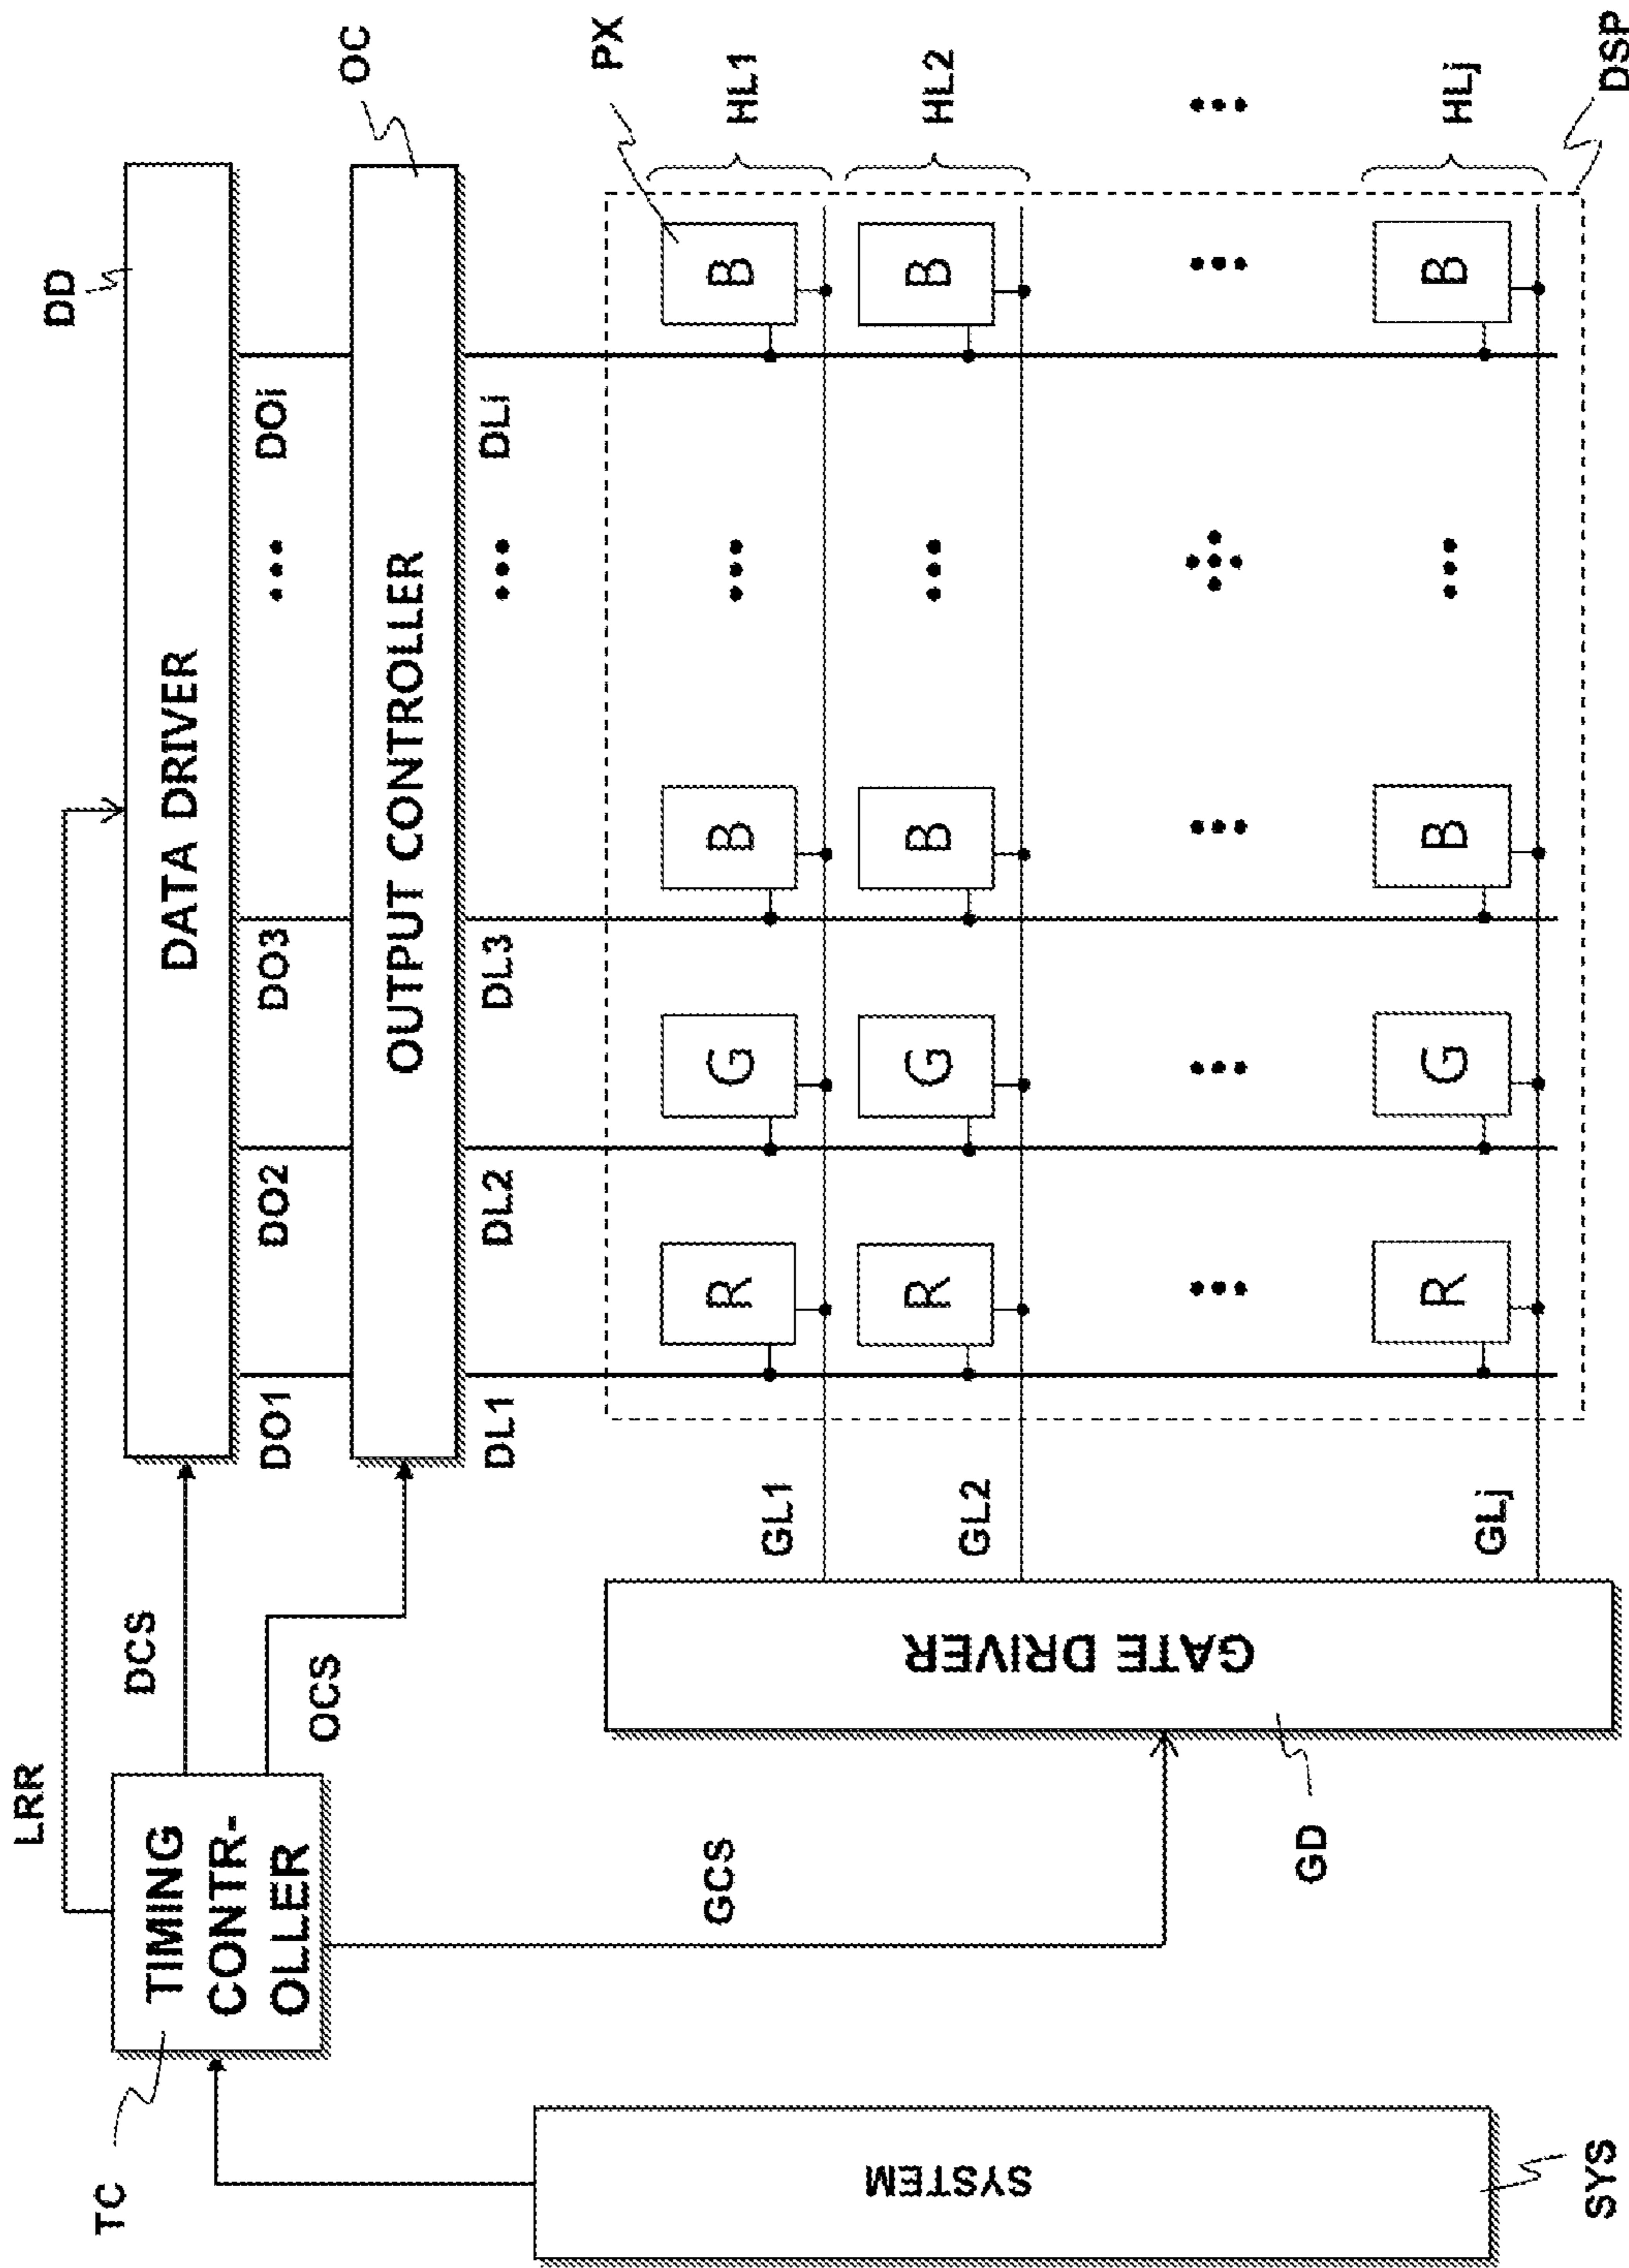 LRR
DD
TIMING
CONTR-
OLLER
TC
DCS
DATA DRIVER
OCS
DO1
DO2
DO3
•••
DOi
OC
OUTPUT CONTROLLER
DL1
DL2
DL3
•••
DLi
PX
GCS
GL1
R
G
B
•••
B
HL1
GL2
R
G
B
•••
B
HL2
SYSTEM
GATE DRIVER
•••
•••
•••
•••
•••
GD
GLj
R
G
B
•••
B
HLj
SYS
DSP